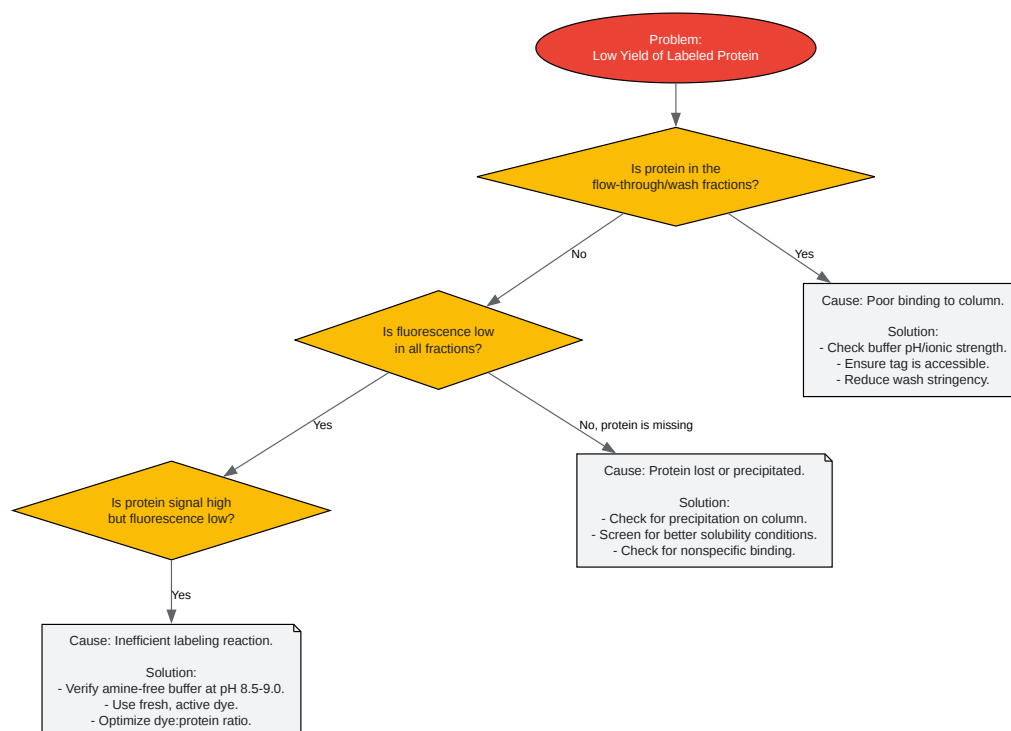 Problem:
Low Yield of Labeled Protein
Is protein in the
flow-through/wash fractions?
No
Yes
Is fluorescence low
in all fractions?
Cause: Poor binding to column.
Solution:
- Check buffer pH/ionic strength.
- Ensure tag is accessible.
- Reduce wash stringency.
Yes
No, protein is missing
Is protein signal high
but fluorescence low?
Cause: Protein lost or precipitated.
Solution:
- Check for precipitation on column.
- Screen for better solubility conditions.
- Check for nonspecific binding.
Yes
Cause: Inefficient labeling reaction.
Solution:
- Verify amine-free buffer at pH 8.5-9.0.
- Use fresh, active dye.
- Optimize dye:protein ratio.